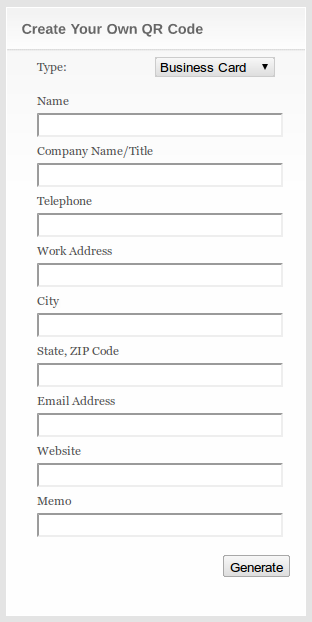 Create Your Own QR Code
Type: Business Card
Name
Company Name/Title
Telephone
Work Address
City
State, ZIP Code
Email Address
Website
Memo
Generate